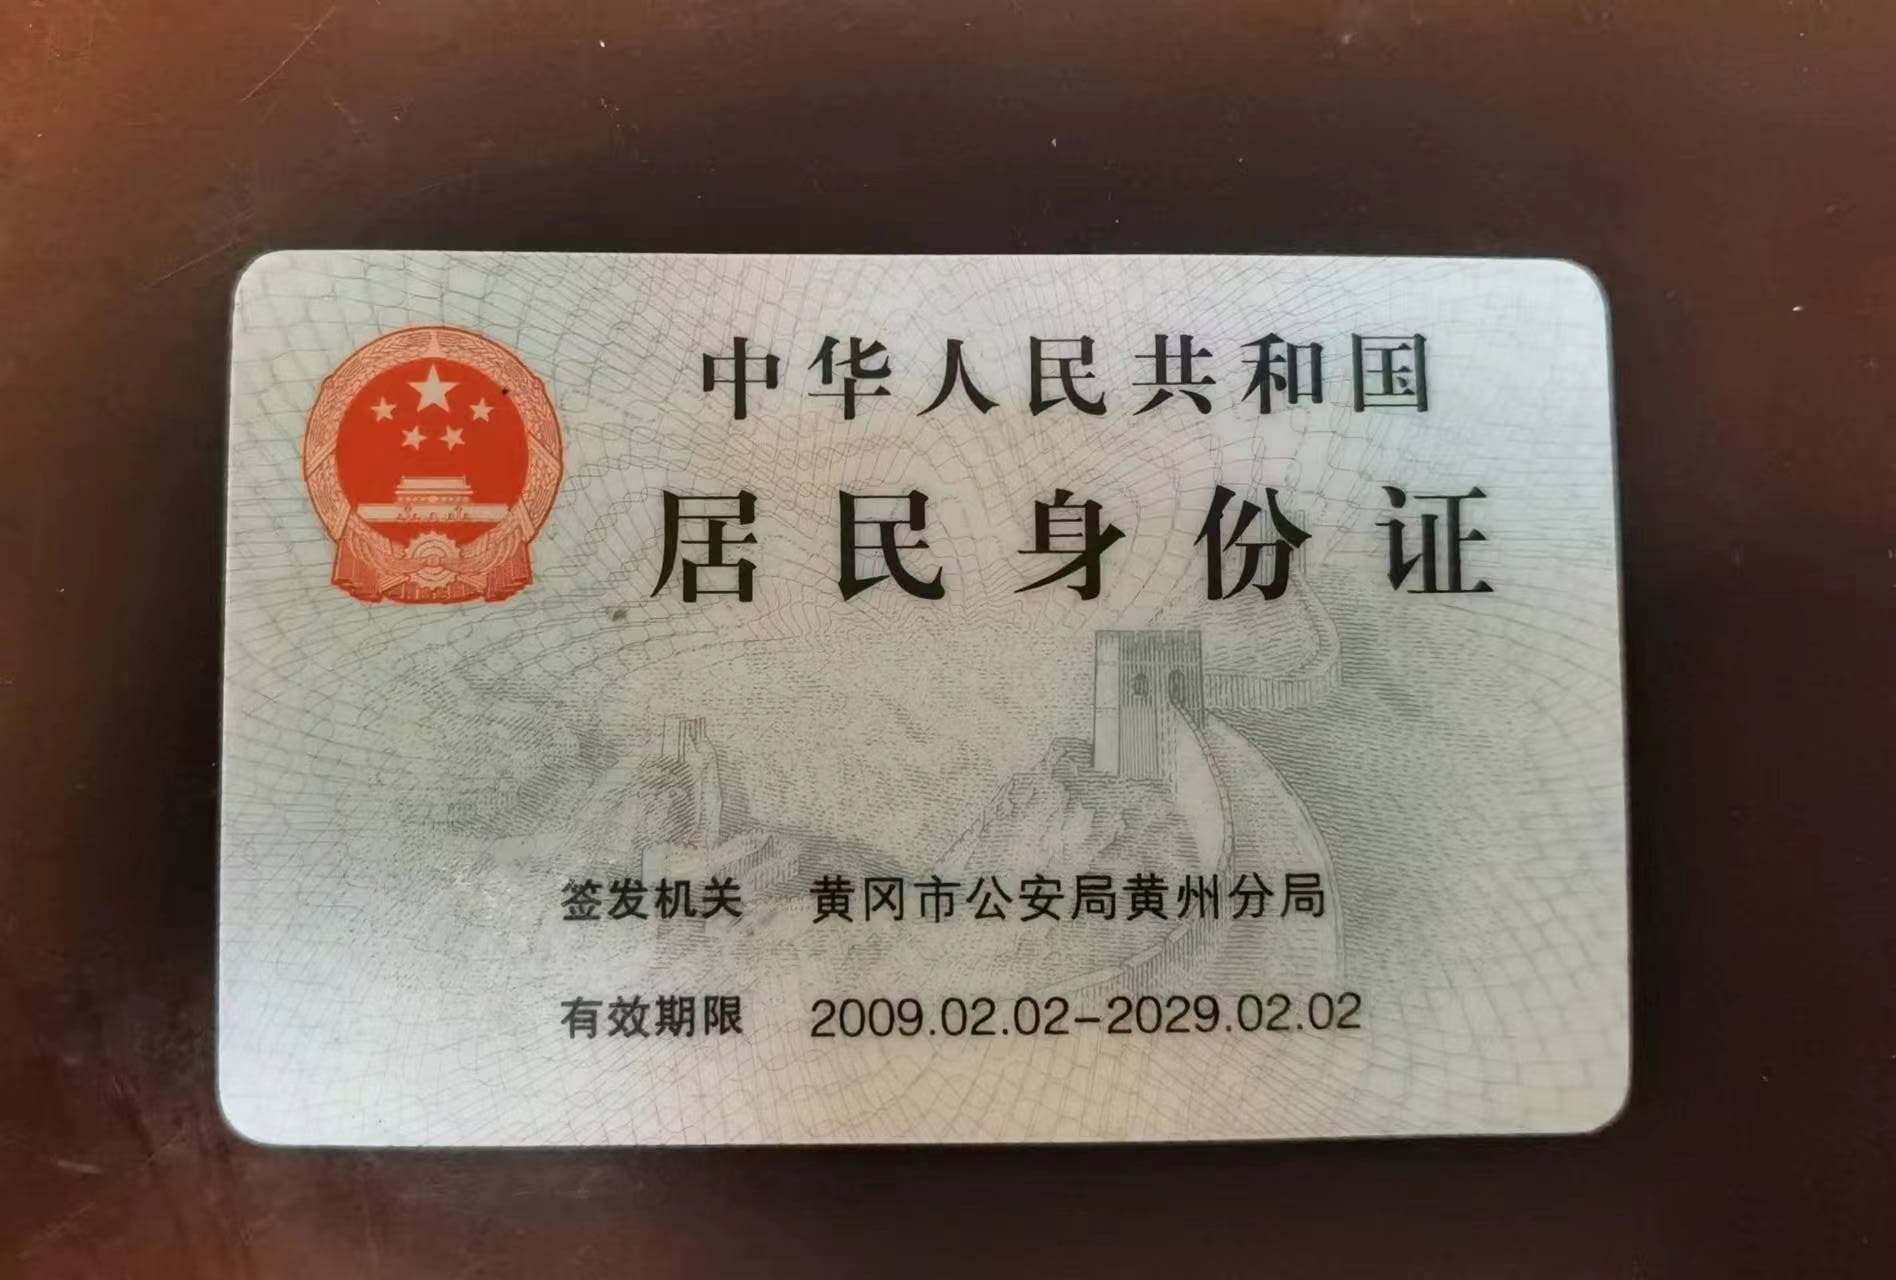 中华人民共和国
居民身份证
签发机关 黄冈市公安局黄州分局
有效期限 2009.02.02-2029.02.02